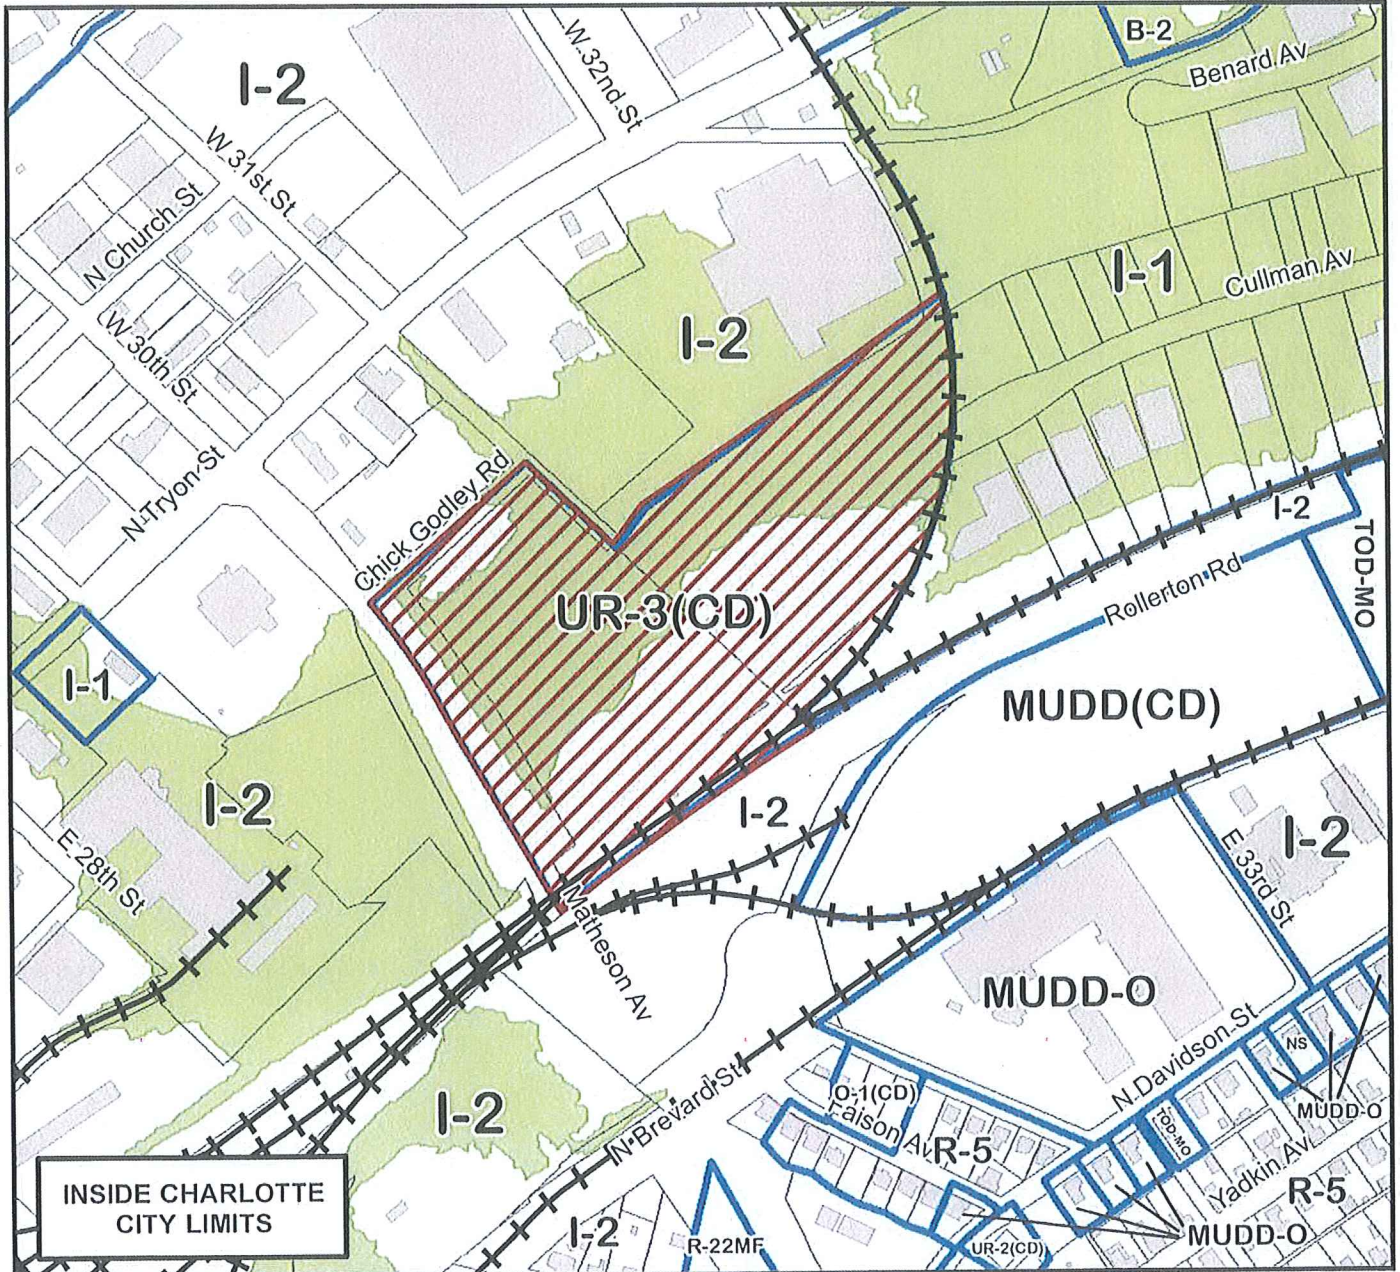 B-2
W 32nd St
Benard Av
I-2
W 31st St
N Church St
I-1
Cullman Av
W 30th St
I-2
N Tryon St
Chick Godley Rd
I-2
TOD-MO
UR-3(CD)
Rollerton Rd
I-1
MUDD(CD)
I-2
I-2
E 28th St
E 33rd St
I-2
Matheson Av
MUDD-O
N Davidson St
NS
MUDD-O
O-1(CD)
Faison Av
R-5
TOD-MO
I-2
N Brevard St
Yadkin Av
R-5
INSIDE CHARLOTTE
CITY LIMITS
I-2
R-22MF
UR-2(CD)
MUDD-O